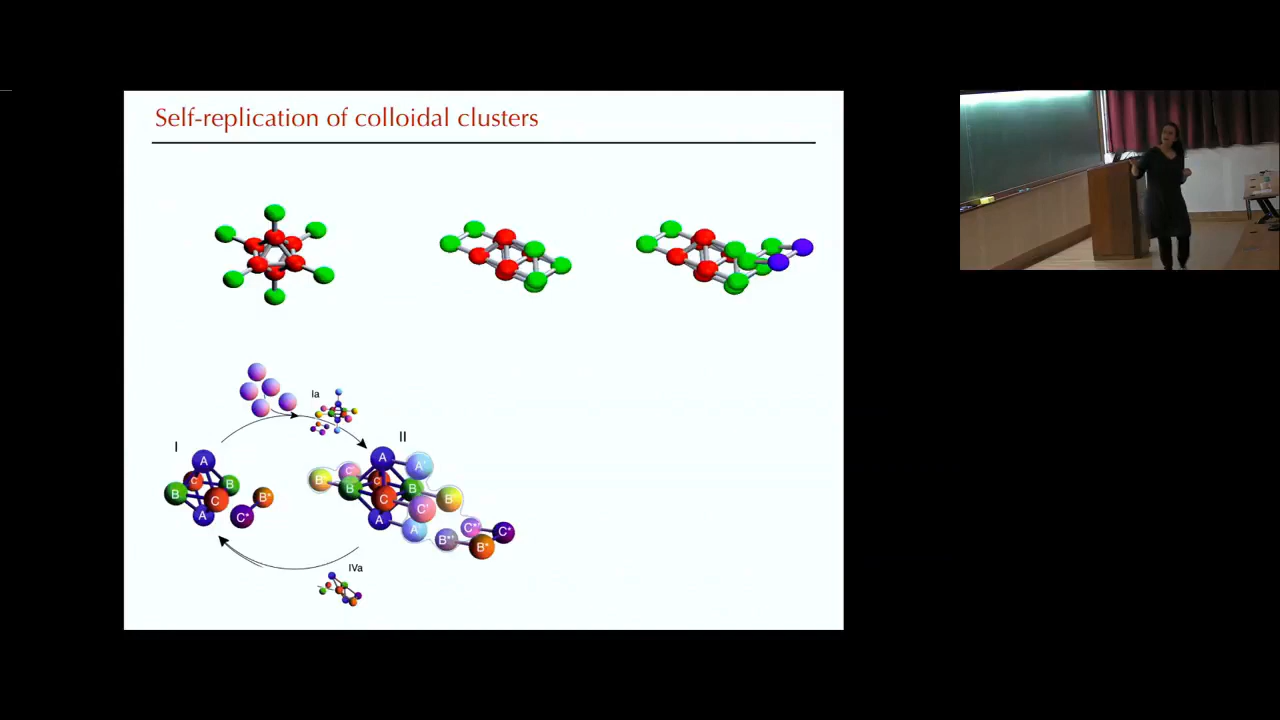 Self-replication of colloidal clusters
Ia
I
II
A
C
B
B
C
A
B*
C*
A
A'
B'
C'
C
B
B
B'
C
C'
A
A'
C*'
C*
B*'
B*
IVa